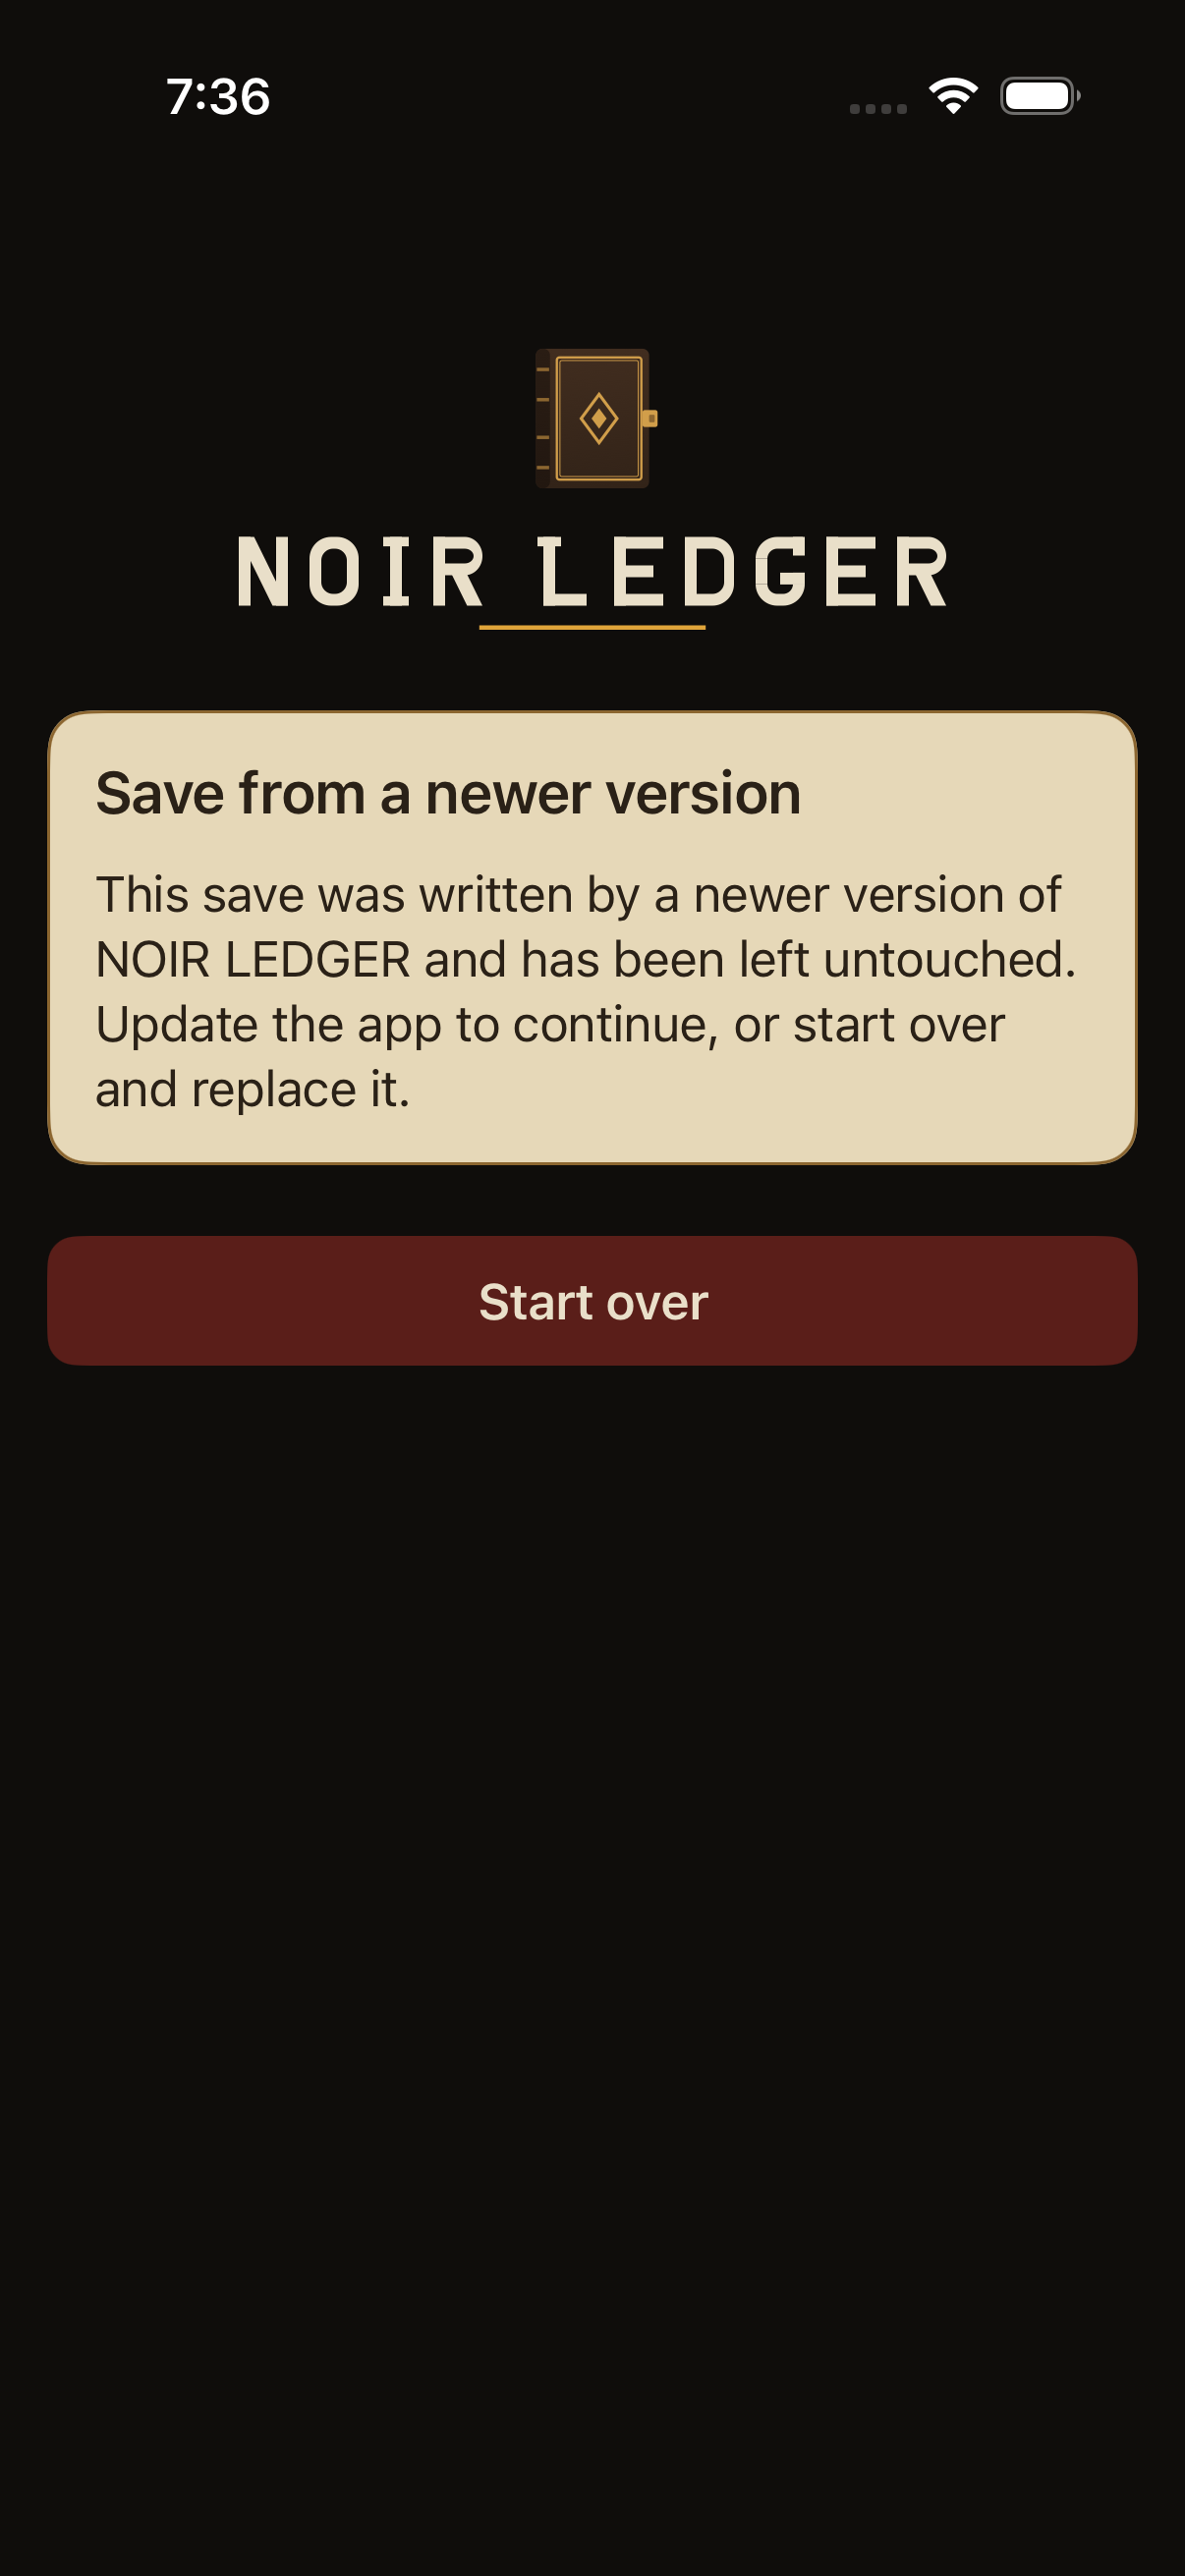 7:36
NOIR LEDGER
Save from a newer version
This save was written by a newer version of
NOIR LEDGER and has been left untouched.
Update the app to continue, or start over
and replace it.
Start over